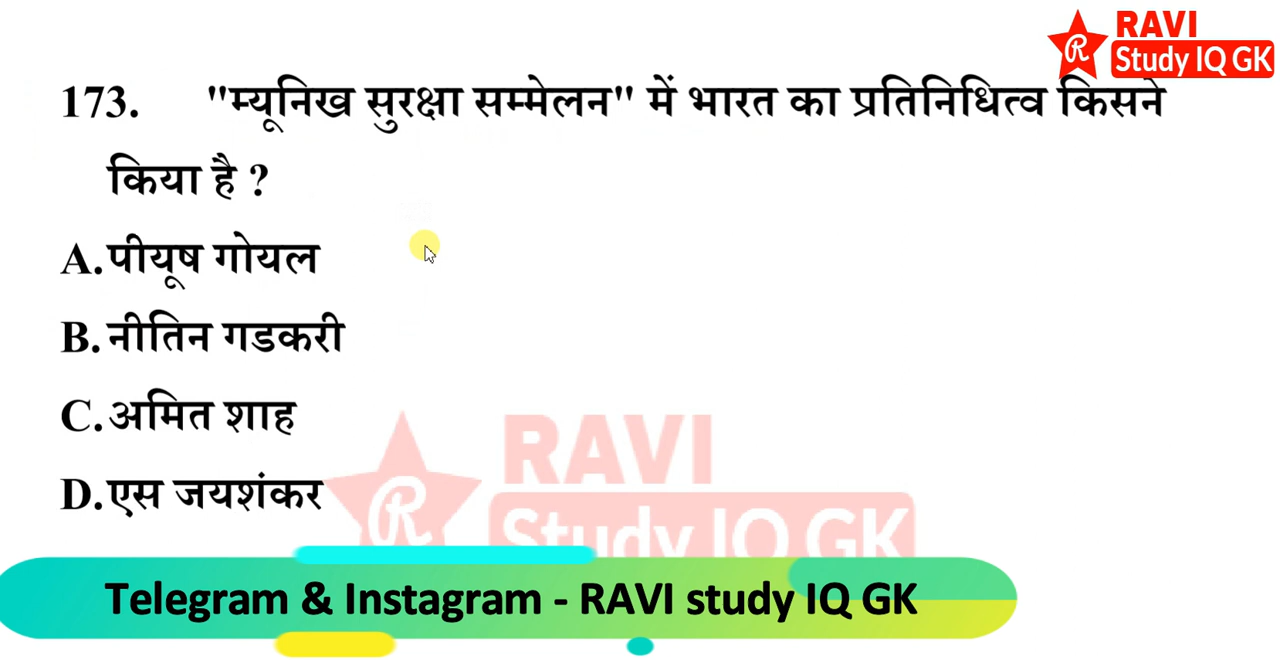 RAVI
R Study IQ GK
173. "म्यूनिख सुरक्षा सम्मेलन" में भारत का प्रतिनिधित्व किसने
किया है ?
A.पीयूष गोयल
B.नीतिन गडकरी
C.अमित शाह
D.एस जयशंकर
RAVI
R Study IQ GK
Telegram & Instagram - RAVI study IQ GK